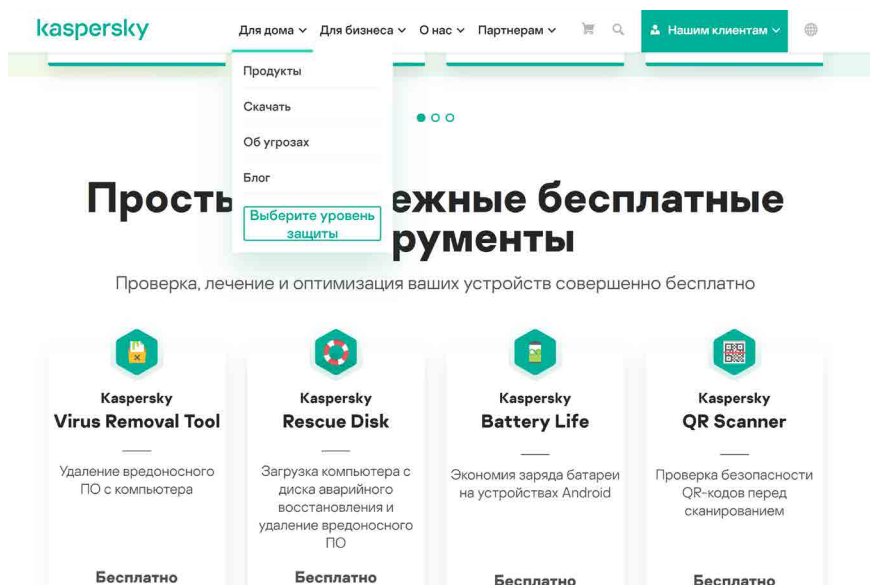 kaspersky
Для дома Для бизнеса О нас Партнерам Нашим клиентам
Продукты
Скачать
Об угрозах
Блог
Выберите уровень
защиты
Просты ежные бесплатные
рументы
Проверка, лечение и оптимизация ваших устройств совершенно бесплатно
Kaspersky
Virus Removal Tool
Удаление вредоносного
ПО с компьютера
Бесплатно
Kaspersky
Rescue Disk
Загрузка компьютера с
диска аварийного
восстановления и
удаление вредоносного
ПО
Бесплатно
Kaspersky
Battery Life
Экономия заряда батареи
на устройствах Android
Бесплатно
Kaspersky
QR Scanner
Проверка безопасности
QR-кодов перед
сканированием
Бесплатно